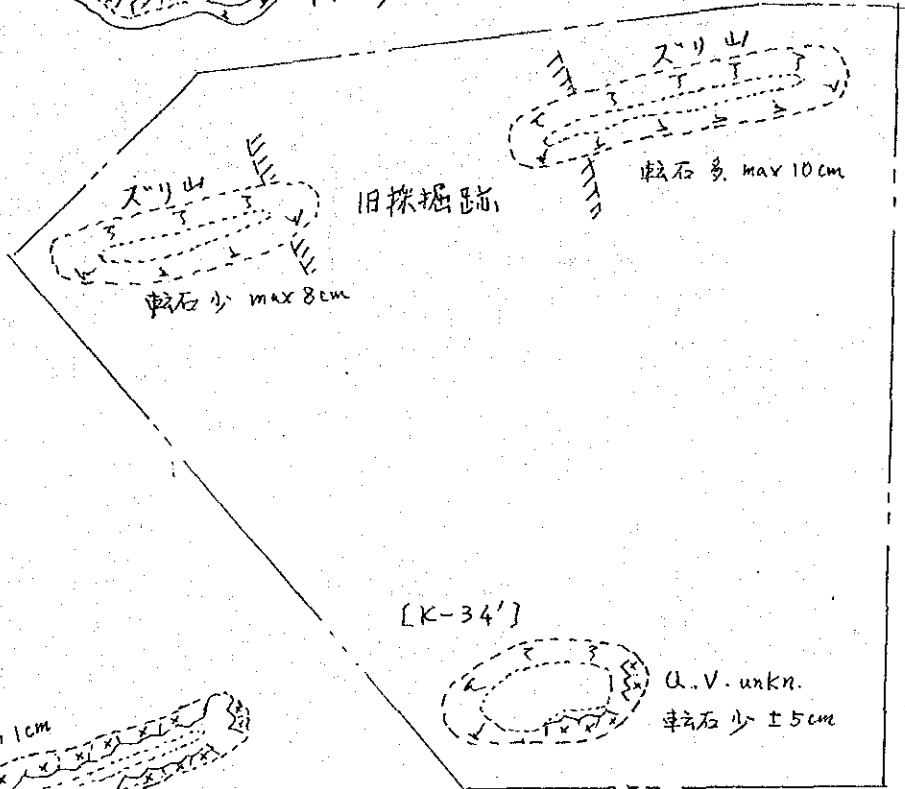 ズリ山
転石多 max 10cm
ズリ山
旧採掘跡
転石少 max 8cm
[K-34']
Q.V. unkn.
転石少 ±5cm
1cm